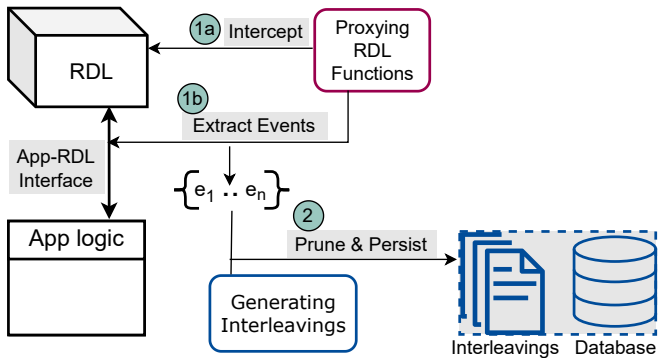 1a
Intercept
Proxying
RDL
Functions
RDL
1b
Extract Events
App-RDL
Interface
{e1 .. en}
2
App logic
Prune & Persist
Generating
Interleavings
Interleavings
Database